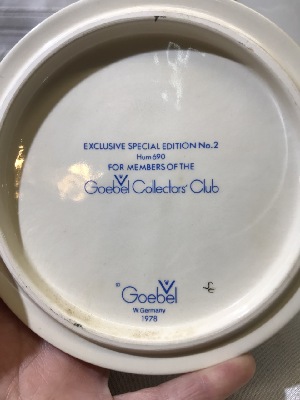 EXCLUSIVE SPECIAL EDITION No. 2
Hum 690
FOR MEMBERS OF THE
Goebel Collectors' Club
Goebel
W. Germany
1978